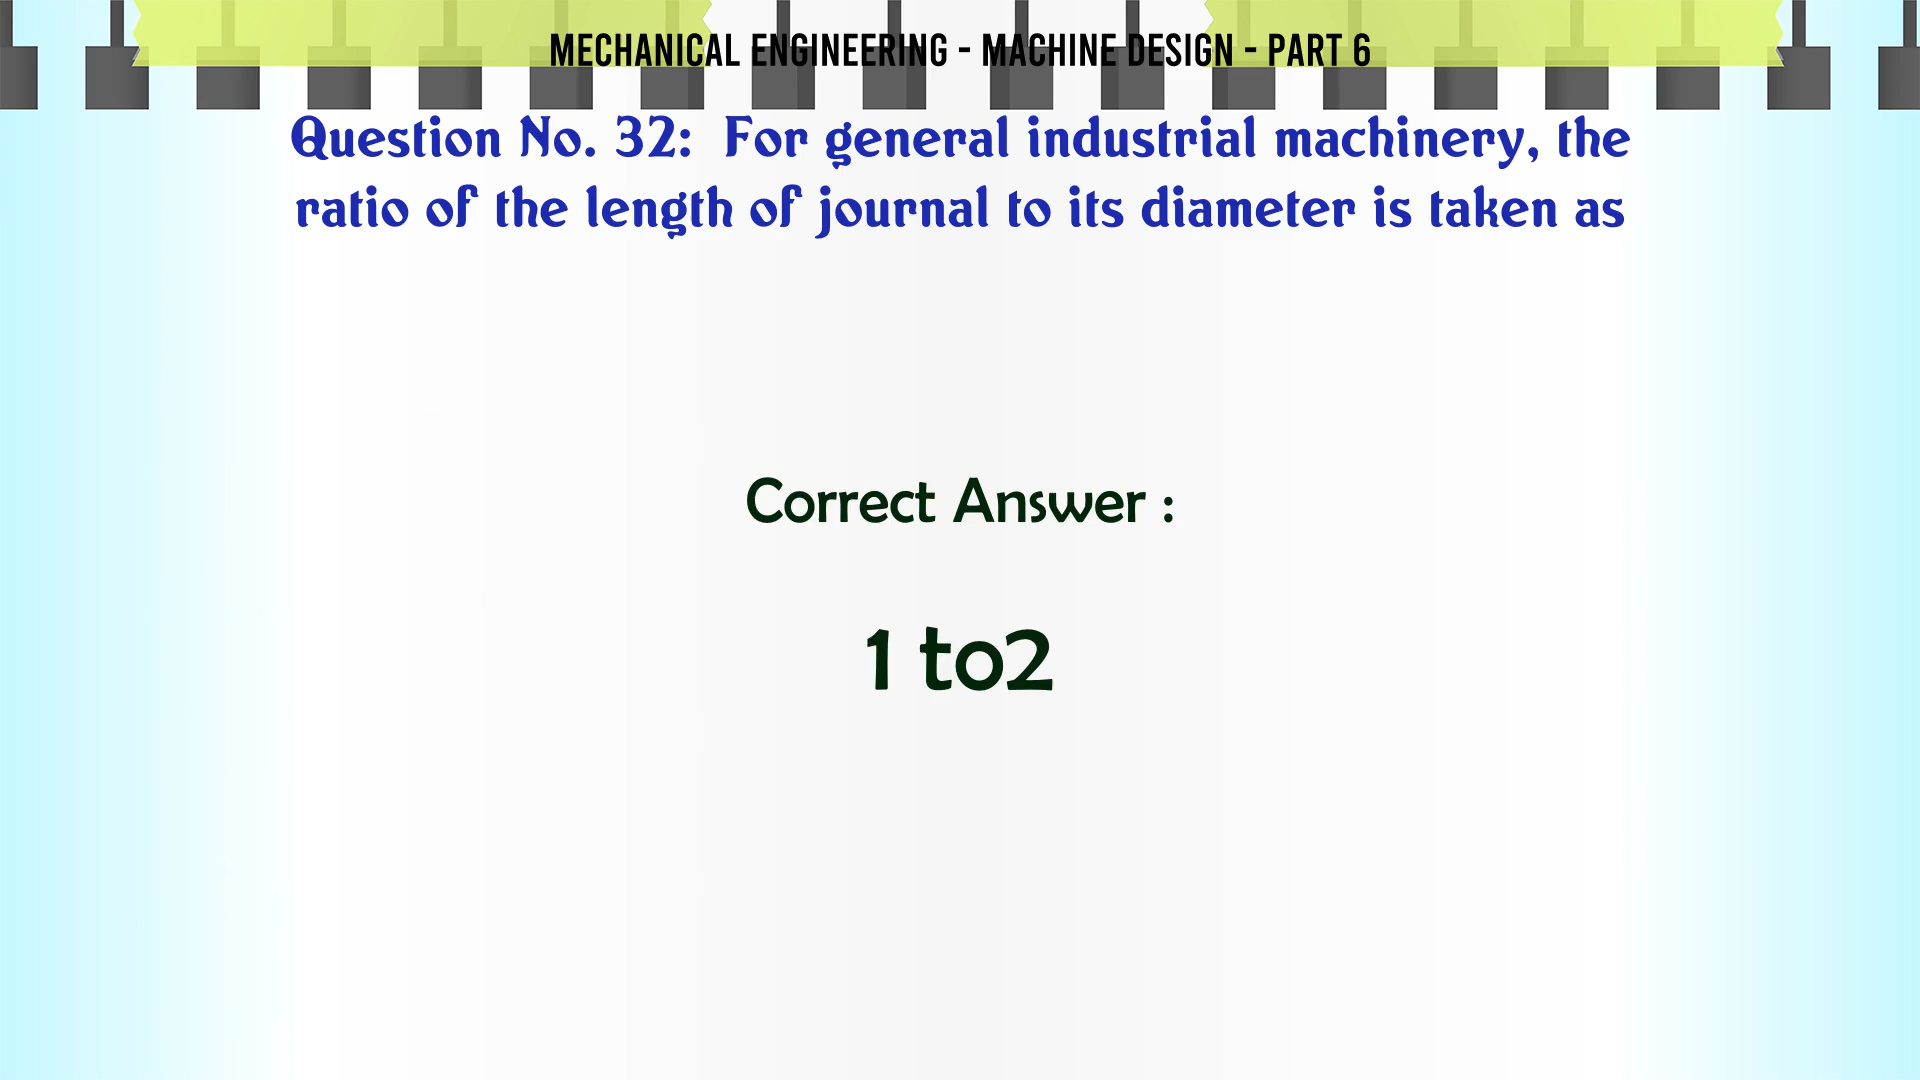 MECHANICAL ENGINEERING - MACHINE DESIGN - PART 6
Question No. 32:  For general industrial machinery, the
ratio of the length of journal to its diameter is taken as
Correct Answer :
1 to2